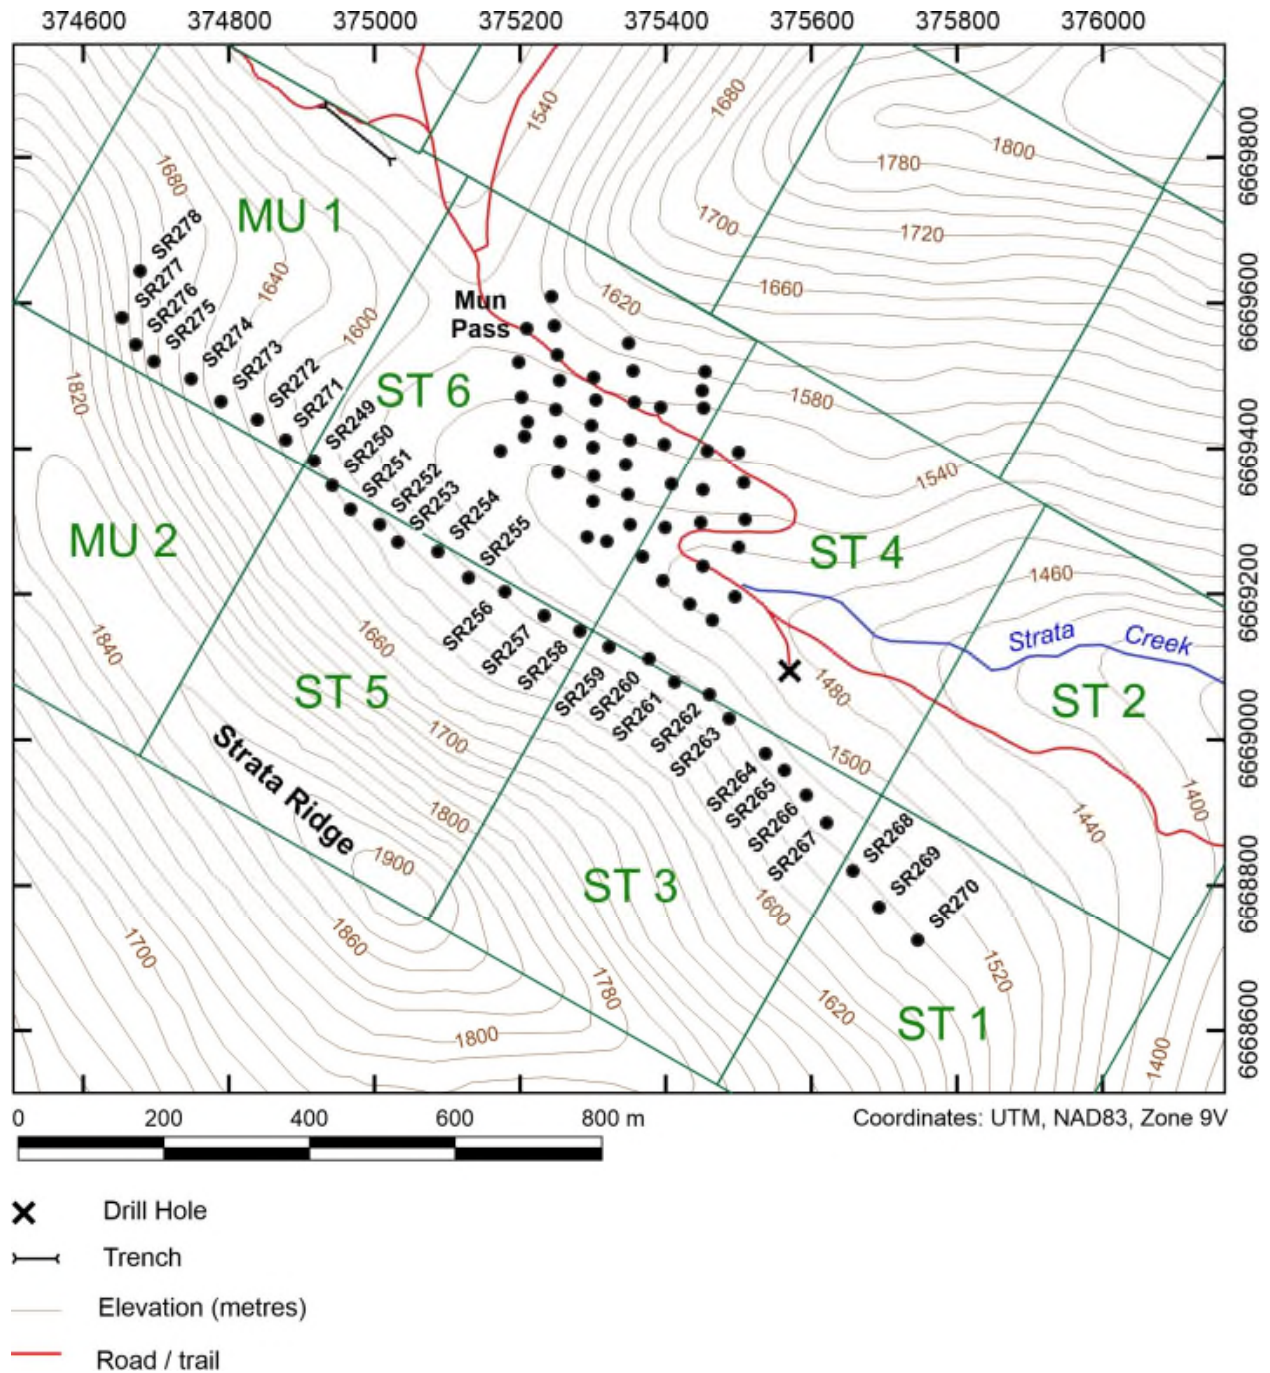 374600 374800 375000 375200 375400 375600 375800 376000
6669800
6669600
6669400
6669200
6669000
6668800
6668600
1540
1680
1680
1800
1780
1700
1720
1660
1620
1640
1600
1580
1540
1820
1460
1840
1660
1480
1500
1700
1400
1440
1800
1900
1600
1860
1700
1520
1780
1620
1800
1400
MU 1
ST 6
MU 2
ST 4
ST 5
ST 2
ST 3
ST 1
Mun
Pass
Strata Creek
Strata Ridge
SR278
SR277
SR276
SR275
SR274
SR273
SR272
SR271
SR249
SR250
SR251
SR252
SR253
SR254
SR255
SR256
SR257
SR258
SR259
SR260
SR261
SR262
SR263
SR264
SR265
SR266
SR267
SR268
SR269
SR270
0 200 400 600 800 m
Coordinates: UTM, NAD83, Zone 9V
Drill Hole
Trench
Elevation (metres)
Road / trail